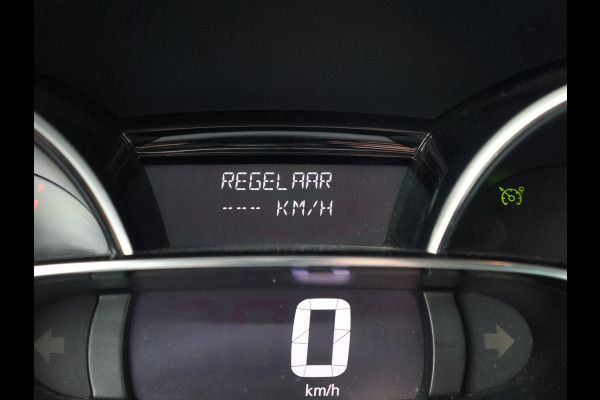 REGELAAR
--- KM/H
0
km/h